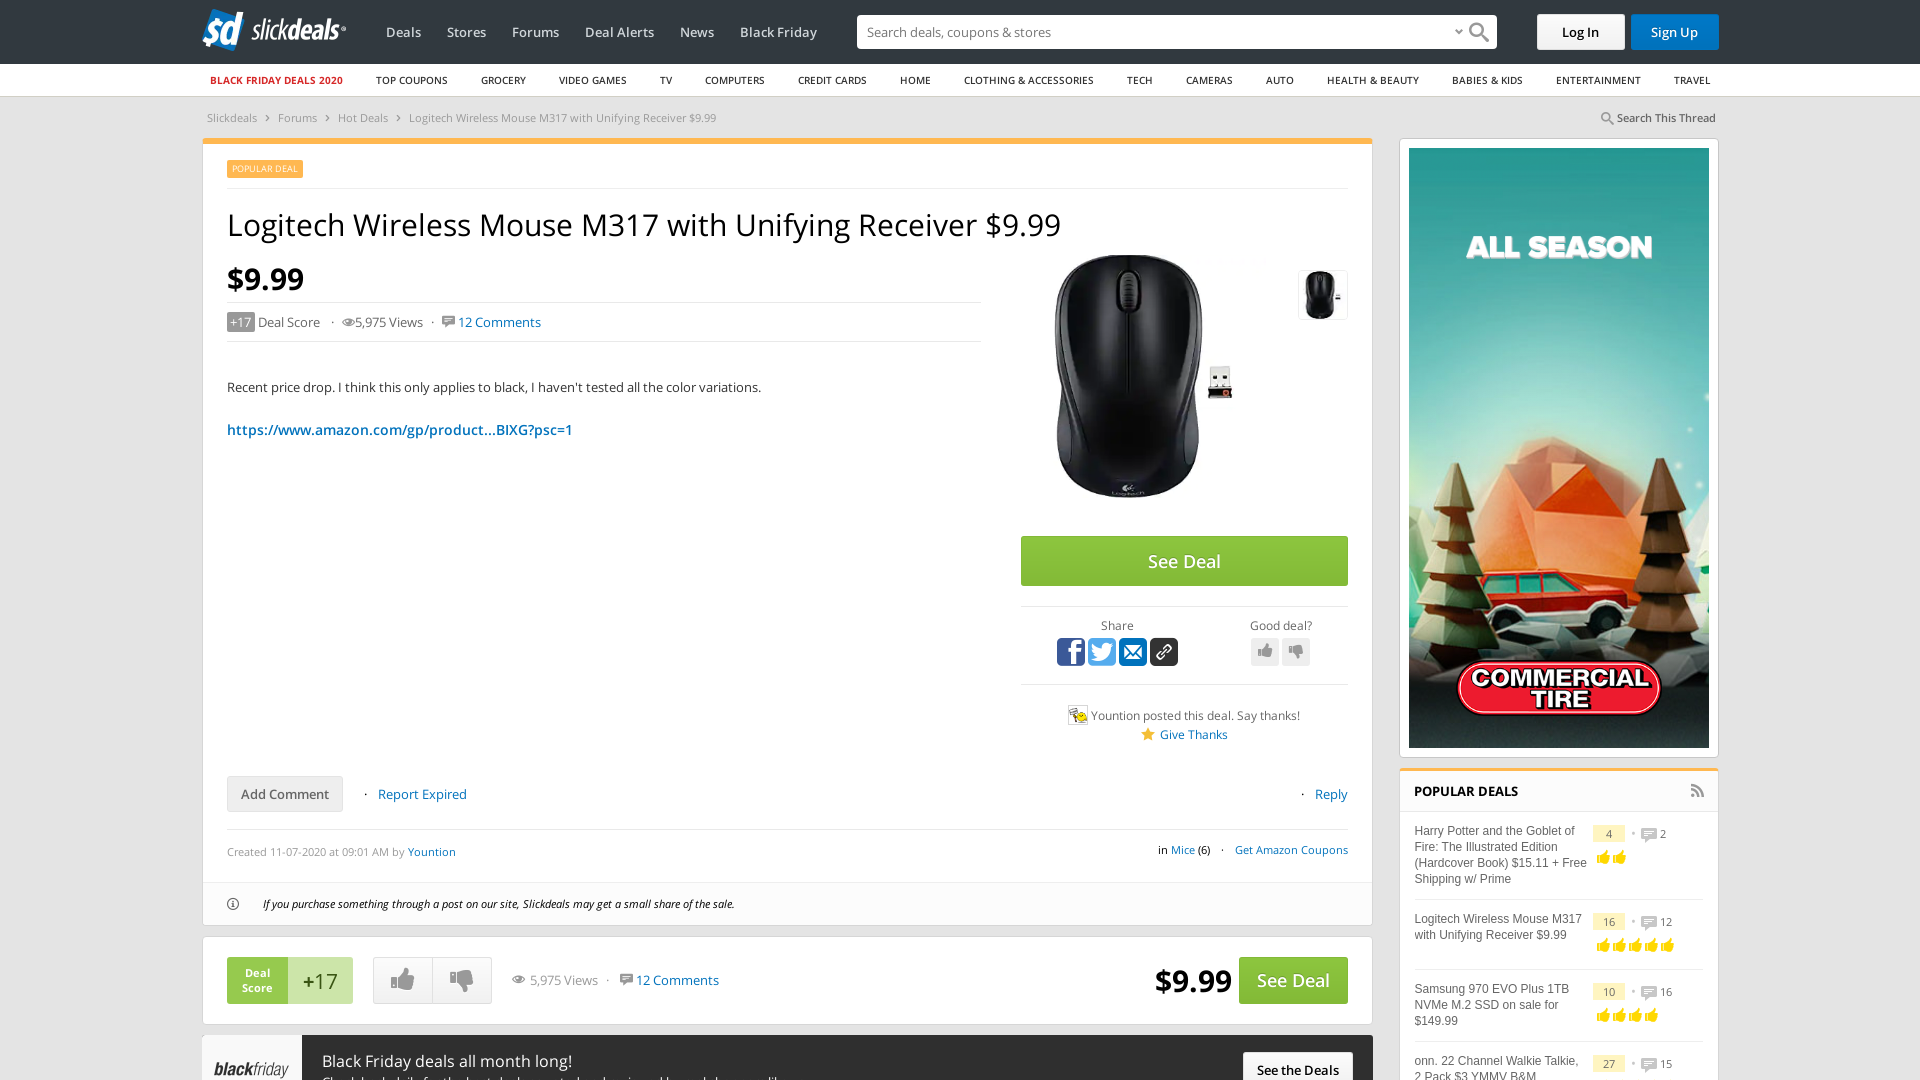 slickdeals
Deals Stores Forums Deal Alerts News Black Friday
Search deals, coupons & shopping
Log In
Sign Up
BLACK FRIDAY DEALS 2020 TOP COUPONS GROCERY VIDEO GAMES TV COMPUTERS CREDIT CARDS HOME CLOTHING & ACCESSORIES TECH CAMERAS AUTO HEALTH & BEAUTY BABIES & KIDS ENTERTAINMENT TRAVEL
Slickdeals › Forums › Hot Deals › Logitech Wireless Mouse M317 with Unifying Receiver $9.99
Search This Thread
POPULAR DEAL
Logitech Wireless Mouse M317 with Unifying Receiver $9.99
$9.99
+17 Deal Score · 5,975 Views · 12 Comments
Recent price drop. I think this only applies to black, I haven't tested all the color variations.
https://www.amazon.com/gp/product...BIXG?psc=1
Logitech
See Deal
Share
Good deal?
Yountion posted this deal. Say thanks!
Give Thanks
Add Comment · Report Expired
· Reply
Created 11-07-2020 at 09:01 AM by Yountion
in Mice (6) · Get Amazon Coupons
If you purchase something through a post on our site, Slickdeals may get a small share of the sale.
Deal
Score
+17
5,975 Views · 12 Comments
$9.99
See Deal
blackfriday
Black Friday deals all month long!
See the Deals
ALL SEASON
COMMERCIAL
TIRE
POPULAR DEALS
Harry Potter and the Goblet of
Fire: The Illustrated Edition
(Hardcover Book) $15.11 + Free
Shipping w/ Prime
4 • 2
Logitech Wireless Mouse M317
with Unifying Receiver $9.99
16 • 12
Samsung 970 EVO Plus 1TB
NVMe M.2 SSD on sale for
$149.99
10 • 16
onn. 22 Channel Walkie Talkie,
2 Pack $3 YMMV B&M
27 • 15